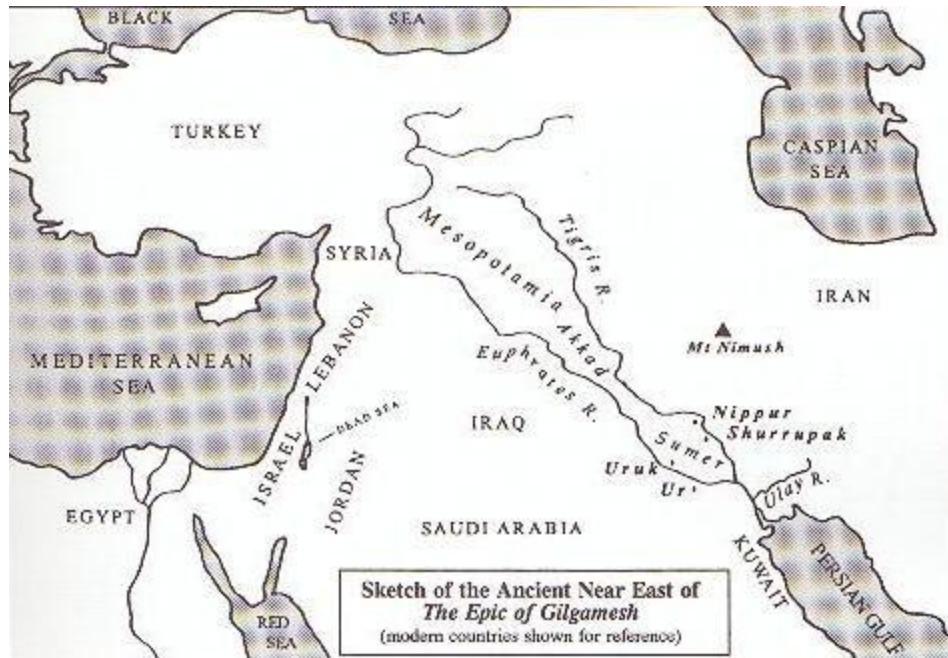 BLACK SEA
TURKEY
CASPIAN
SEA
Mesopotamia
Tigris R.
SYRIA
IRAN
LEBANON
Akkad
Mt Nimush
MEDITERRANEAN
SEA
Euphrates R.
DEAD SEA
IRAQ
Nippur
Shurrupak
Sumer
ISRAEL
JORDAN
Uruk
Ur
Ulay R.
EGYPT
SAUDI ARABIA
KUWAIT
PERSIAN GULF
RED
SEA
Sketch of the Ancient Near East of
The Epic of Gilgamesh
(modern countries shown for reference)